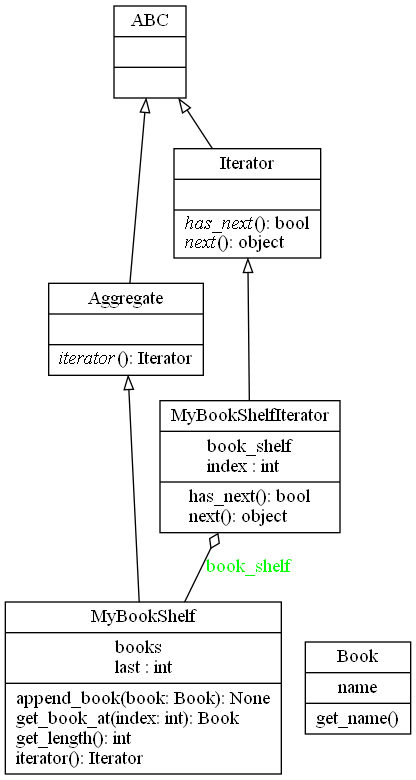 ABC
Iterator
has_next(): bool
next(): object
Aggregate
iterator(): Iterator
MyBookShelfIterator
book_shelf
index : int
has_next(): bool
next(): object
book_shelf
MyBookShelf
books
last : int
append_book(book: Book): None
get_book_at(index: int): Book
get_length(): int
iterator(): Iterator
Book
name
get_name()